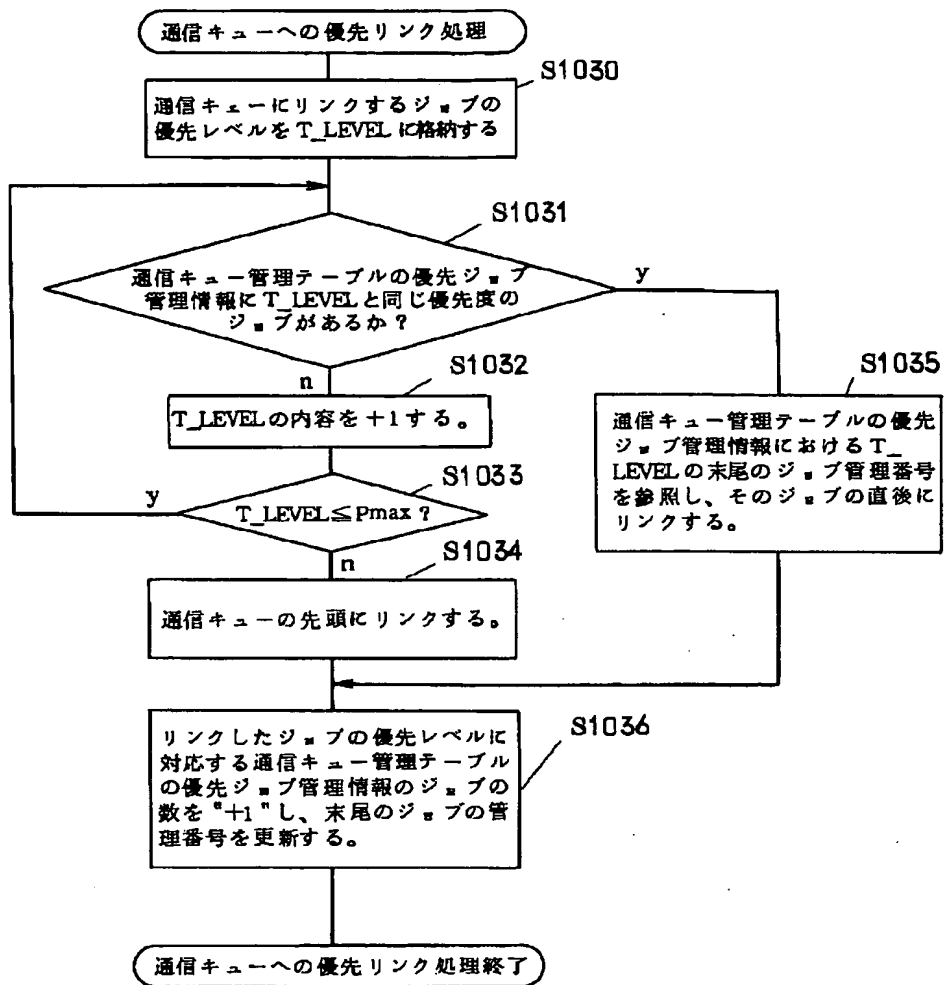 通信キューへの優先リンク処理
S1030
通信キューにリンクするジョブの
優先レベルをT_LEVELに格納する
S1031
通信キュー管理テーブルの優先ジョブ
管理情報にT_LEVELと同じ優先度の
ジョブがあるか?
y
n
S1032
T_LEVELの内容を+1する。
S1033
y
T_LEVEL≦Pmax?
n
S1034
通信キューの先頭にリンクする。
S1035
通信キュー管理テーブルの優先
ジョブ管理情報におけるT_
LEVELの末尾のジョブ管理番号
を参照し、そのジョブの直後に
リンクする。
S1036
リンクしたジョブの優先レベルに
対応する通信キュー管理テーブル
の優先ジョブ管理情報のジョブの
数を"+1"し、末尾のジョブの管
理番号を更新する。
通信キューへの優先リンク処理終了